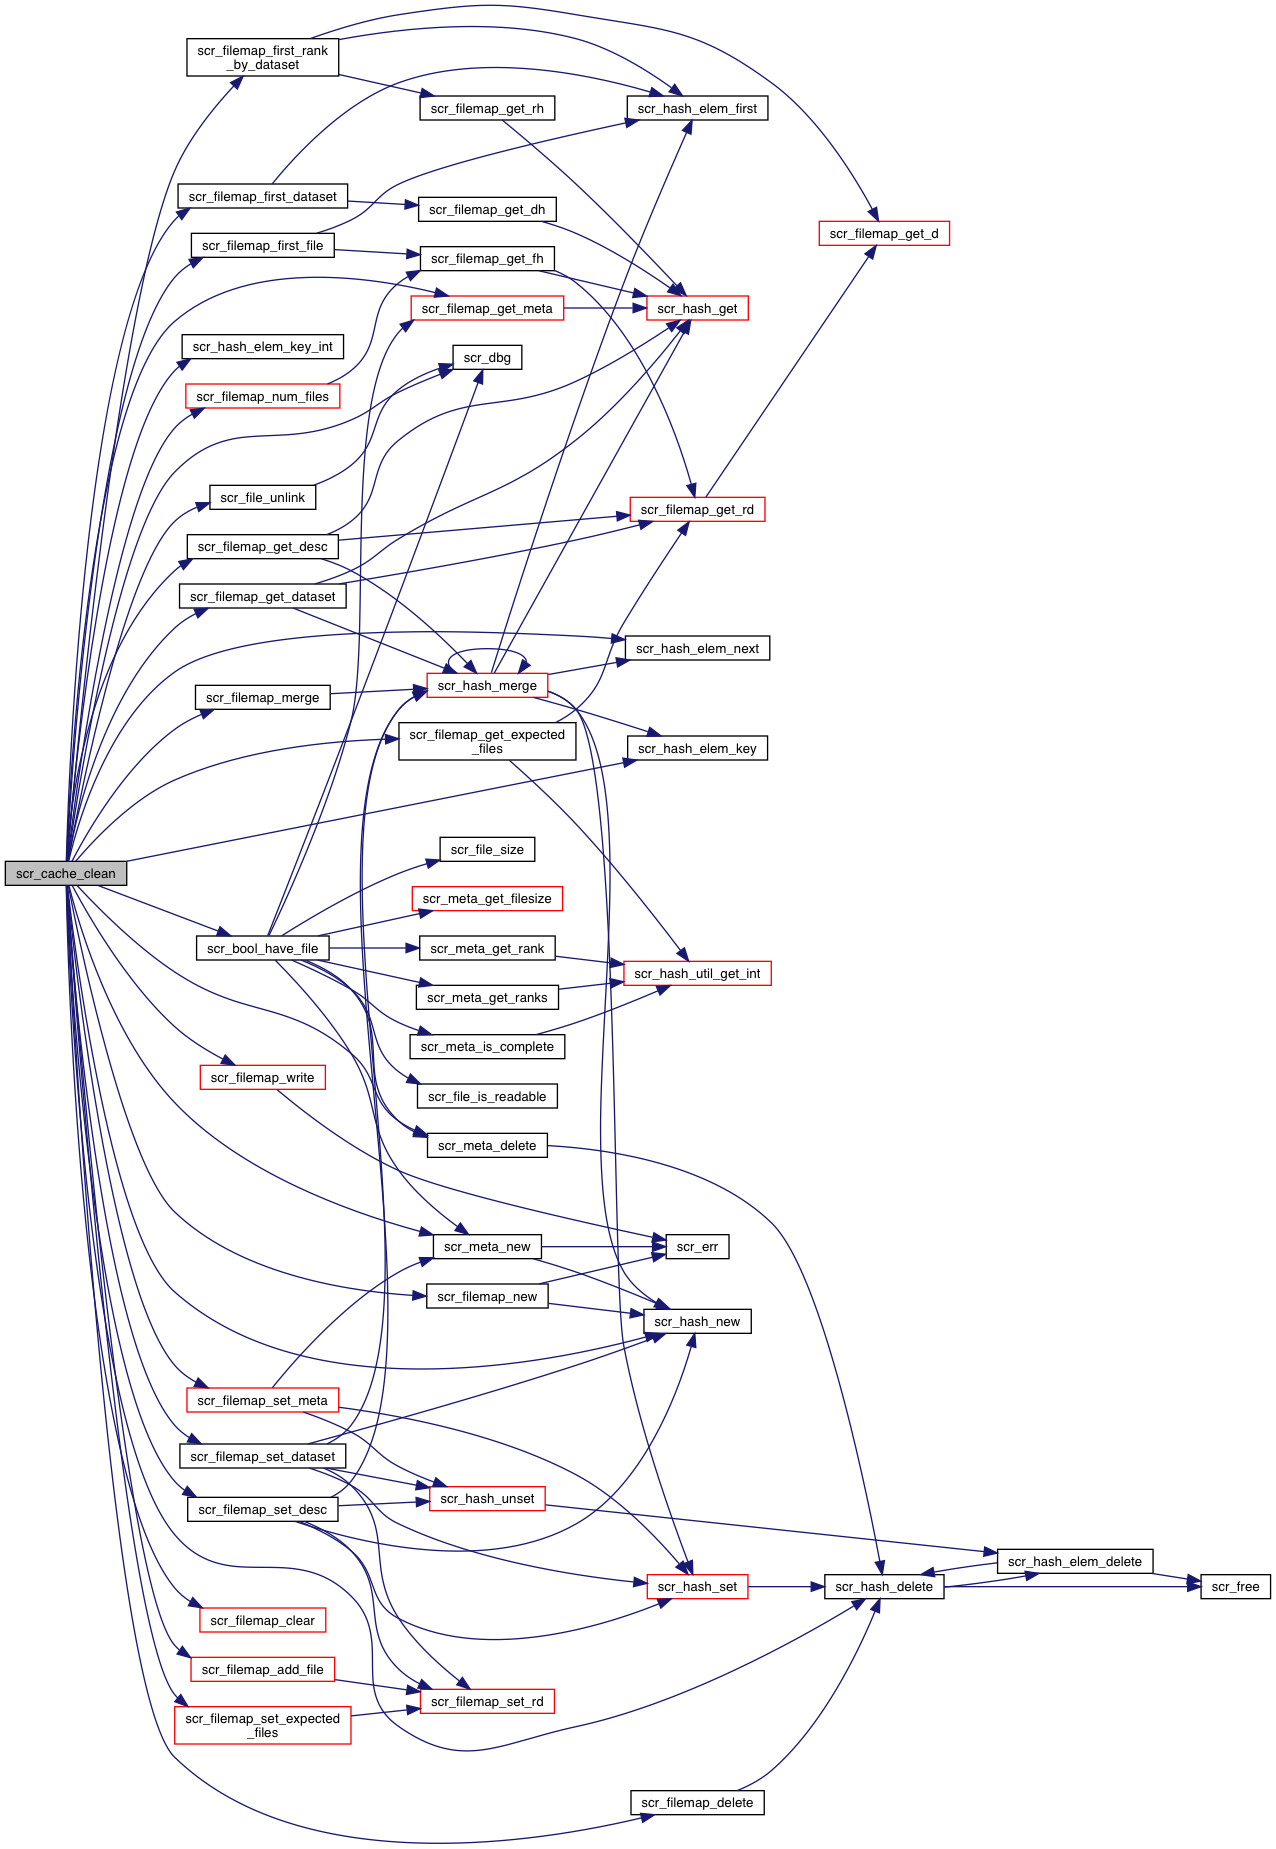 scr_filemap_first_rank
_by_dataset
scr_filemap_get_rh
scr_hash_elem_first
scr_filemap_first_dataset
scr_filemap_get_dh
scr_filemap_get_d
scr_filemap_first_file
scr_filemap_get_fh
scr_filemap_get_meta
scr_hash_get
scr_hash_elem_key_int
scr_dbg
scr_filemap_num_files
scr_file_unlink
scr_filemap_get_rd
scr_filemap_get_desc
scr_filemap_get_dataset
scr_hash_elem_next
scr_hash_merge
scr_filemap_merge
scr_filemap_get_expected
_files
scr_hash_elem_key
scr_file_size
scr_cache_clean
scr_meta_get_filesize
scr_bool_have_file
scr_meta_get_rank
scr_hash_util_get_int
scr_meta_get_ranks
scr_meta_is_complete
scr_filemap_write
scr_file_is_readable
scr_meta_delete
scr_meta_new
scr_err
scr_filemap_new
scr_hash_new
scr_filemap_set_meta
scr_filemap_set_dataset
scr_hash_unset
scr_filemap_set_desc
scr_hash_elem_delete
scr_hash_set
scr_hash_delete
scr_free
scr_filemap_clear
scr_filemap_add_file
scr_filemap_set_rd
scr_filemap_set_expected
_files
scr_filemap_delete